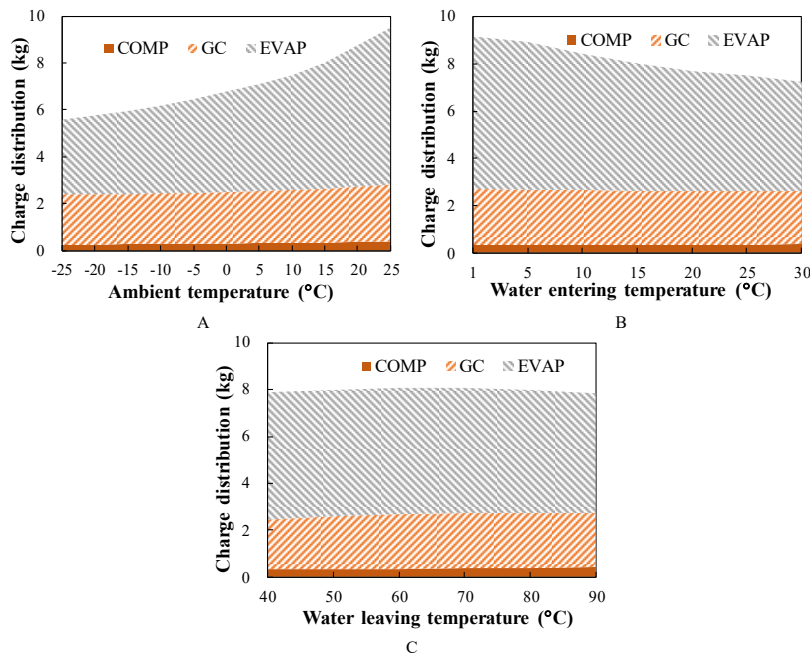 10
8
6
4
2
0
Charge distribution (kg)
COMP GC EVAP
-25 -20 -15 -10 -5 0 5 10 15 20 25
Ambient temperature (°C)
A
10
8
6
4
2
0
Charge distribution (kg)
COMP GC EVAP
1 5 10 15 20 25 30
Water entering temperature (°C)
B
10
8
6
4
2
0
Charge distribution (kg)
COMP GC EVAP
40 50 60 70 80 90
Water leaving temperature (°C)
C